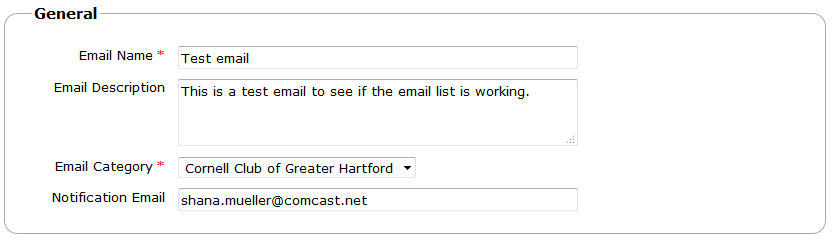 General
Email Name * Test email
Email Description This is a test email to see if the email list is working.
Email Category * Cornell Club of Greater Hartford
Notification Email shana.mueller@comcast.net